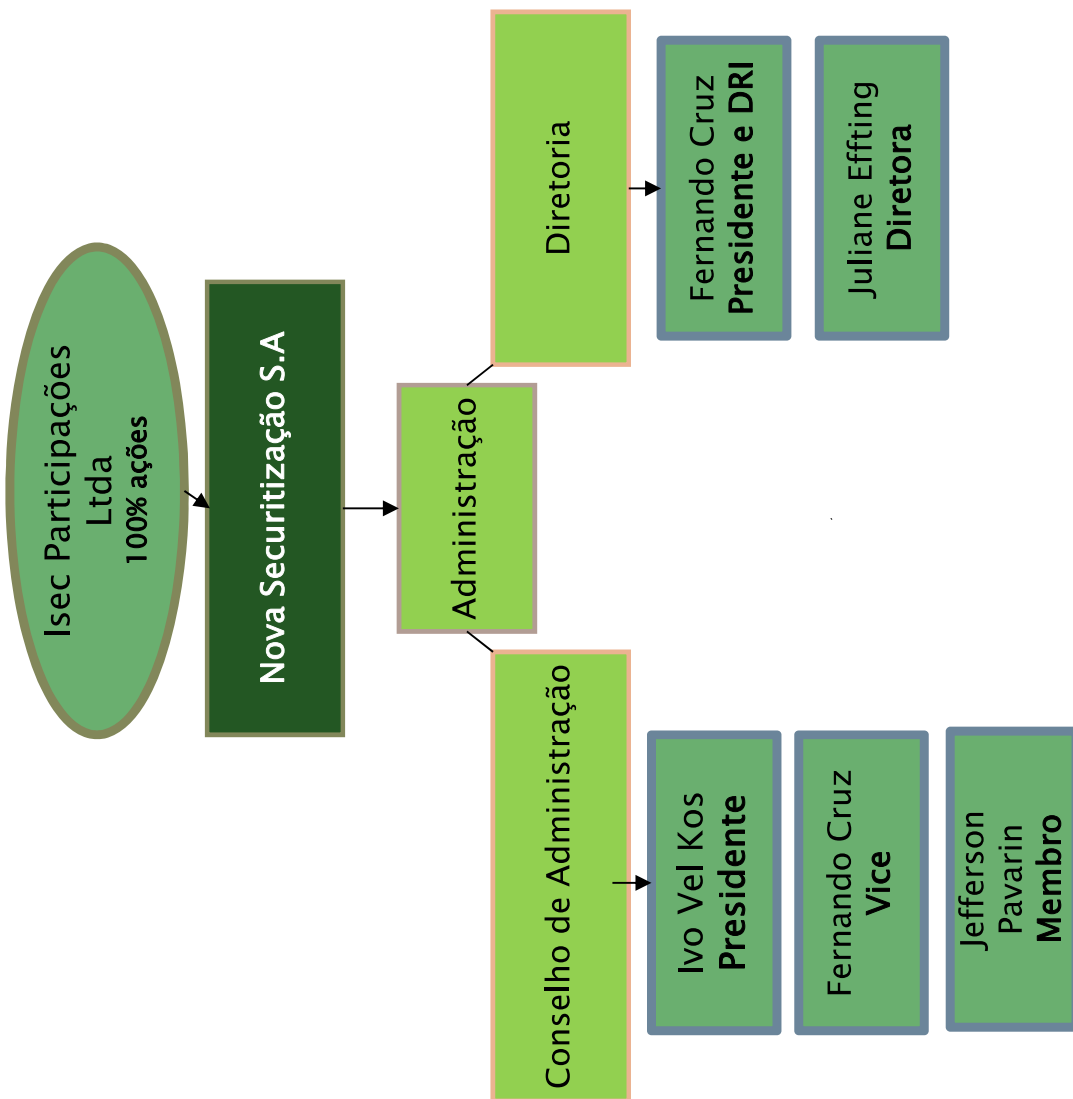 Isec Participações
Ltda
100% ações
Nova Securitização S.A
Administração
Conselho de Administração
Ivo Vel Kos
Presidente
Fernando Cruz
Vice
Jefferson
Pavarin
Membro
Diretoria
Fernando Cruz
Presidente e DRI
Juliane Effting
Diretora